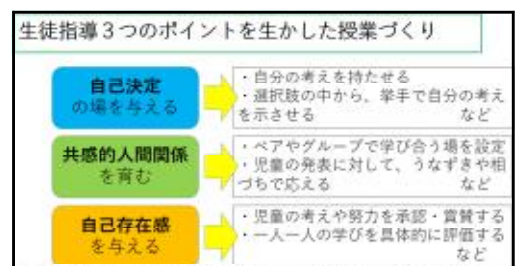 生徒指導３つのポイントを生かした授業づくり
自己決定
の場を与える
・自分の考えを持たせる
・選択肢の中から、挙手で自分の考え
を示させる　など
共感的人間関係
を育む
・ペアやグループで学び合う場を設定
・児童の発表に対して、うなずきや相
づちで応える　など
自己存在感
を与える
・児童の考えや努力を承認・賞賛する
・一人一人の学びを具体的に評価する
など